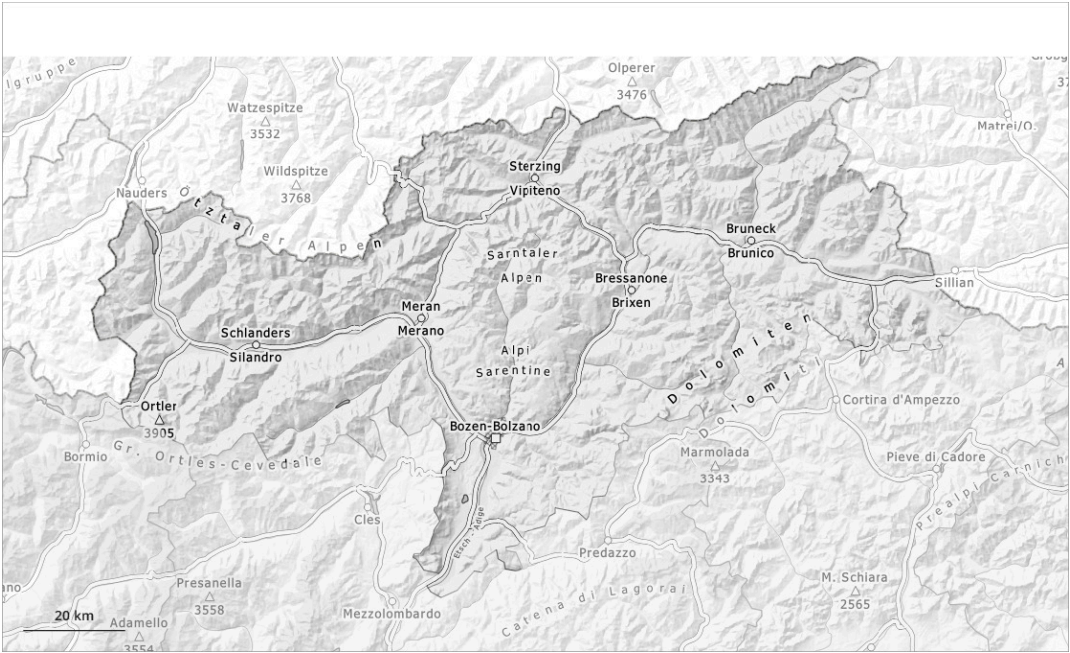 lgruppe
Olperer
3476
Watzespitze
3532
Wildspitze
3768
Matrei/O.
Nauders
Ötztaler Alpen
Sterzing
Vipiteno
Bruneck
Brunico
Sarntaler
Alpen
Sillian
Bressanone
Brixen
Meran
Merano
Schlanders
Silandro
Alpi
Sarentine
Dolomiten
Dolomiti
Ortler
3905
Cortina d'Ampezzo
Bozen-Bolzano
Bormio
Gr. Ortles-Cevedale
Marmolada
3343
Pieve di Cadore
Prealpi Carnich
Cles
Etsch - Adige
Predazzo
Presanella
3558
M. Schiara
2565
Mezzolombardo
Catena di Lagorai
20 km
Adamello
3554